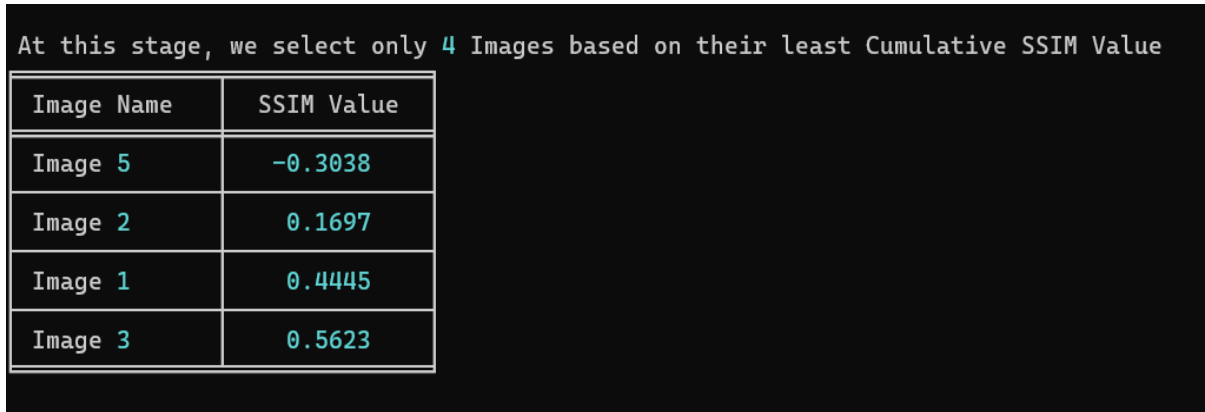 At this stage, we select only 4 Images based on their least Cumulative SSIM Value
Image Name SSIM Value
Image 5 -0.3038
Image 2 0.1697
Image 1 0.4445
Image 3 0.5623